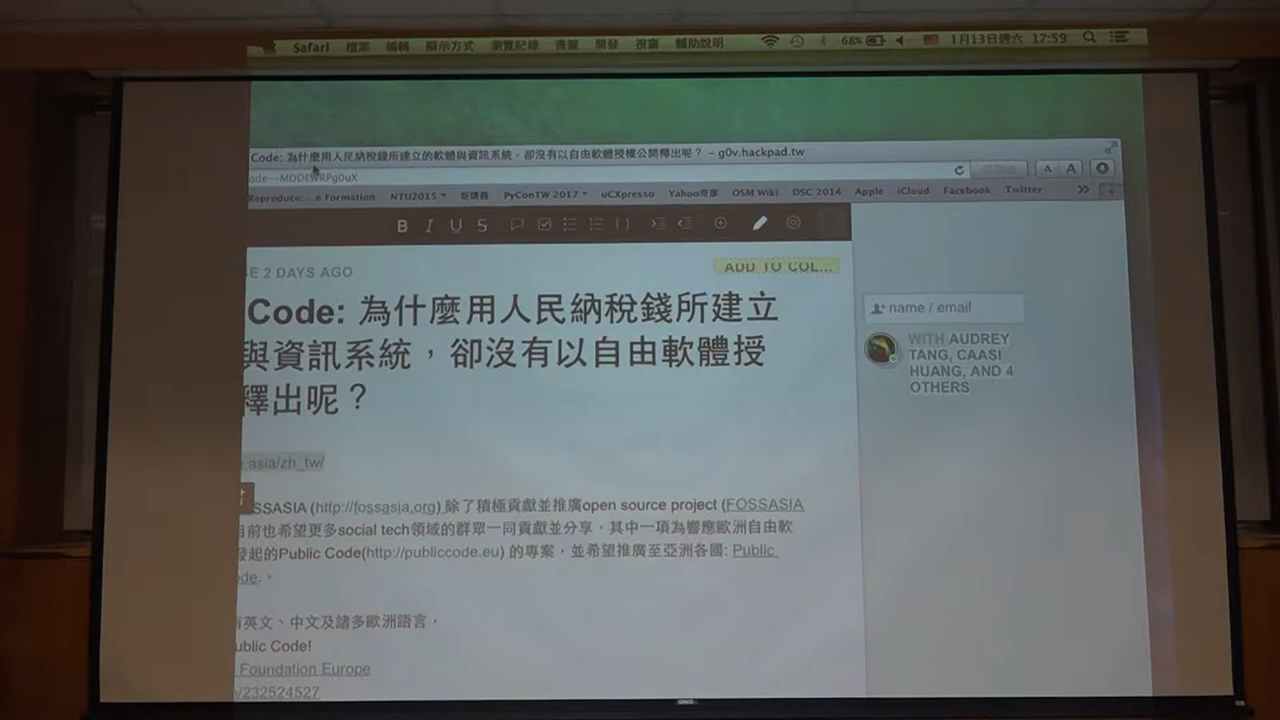 Safari 檔案 編輯 顯示方式 瀏覽記錄 書籤 開發 視窗 輔助說明 68% 1月13日週六 17:59
Code: 為什麼用人民納稅錢所建立的軟體與資訊系統，卻沒有以自由軟體授權公開釋出呢？ – g0v.hackpad.tw
ode--MDDEWRPg0uX
Reproduce: ...e Formation NTU2015 PyConTW 2017 uCXpresso Yahoo奇摩 OSM Wiki DSC 2014 Apple iCloud Facebook Twitter
B I U S
E 2 DAYS AGO
ADD TO COL...
Code: 為什麼用人民納稅錢所建立
與資訊系統，卻沒有以自由軟體授
釋出呢？
name / email
WITH AUDREY
TANG, CAASI
HUANG, AND 4
OTHERS
.asia/zh_tw/
SSASIA (http://fossasia.org) 除了積極貢獻並推廣open source project (FOSSASIA
目前也希望更多social tech領域的群眾一同貢獻並分享，其中一項為響應歐洲自由軟
發起的Public Code(http://publiccode.eu) 的專案，並希望推廣至亞洲各國: Public
de.。
有英文、中文及諸多歐洲語言，
ublic Code!
Foundation Europe
/232524527